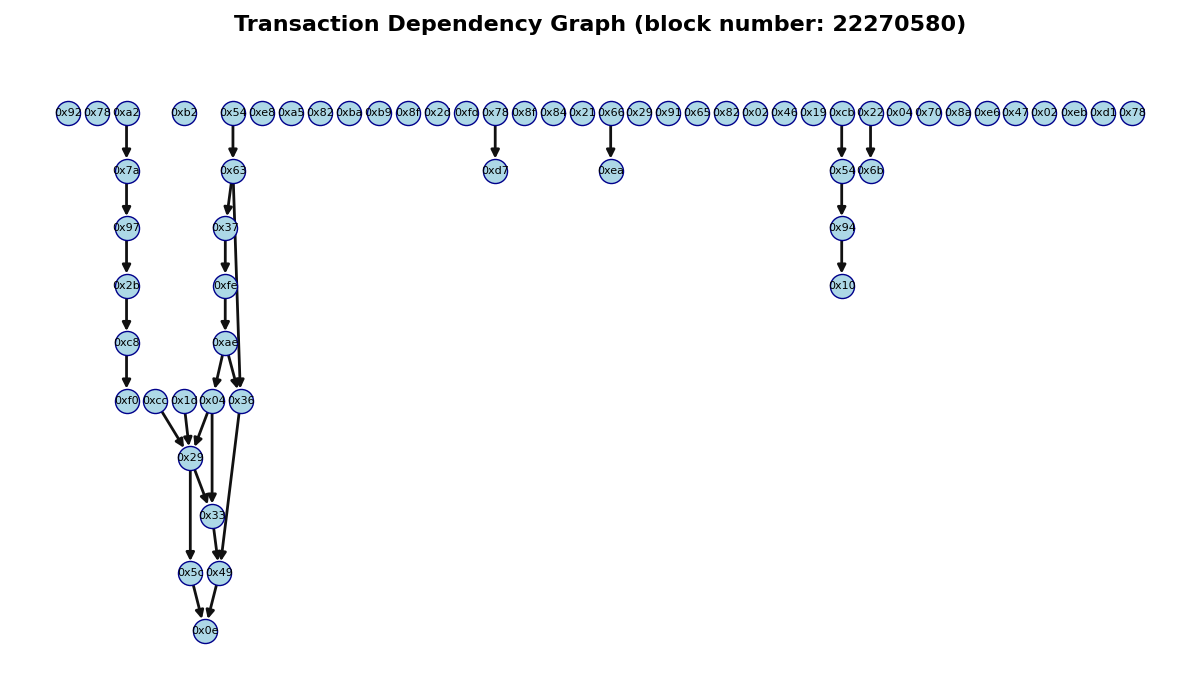 Transaction Dependency Graph (block number: 22270580)
0x92 0x78 0xa2 0xb2 0x54 0xe8 0xa5 0x82 0xba 0xb9 0x8f 0x2d 0xfd 0x78 0x8f 0x84 0x21 0x66 0x29 0x91 0x65 0x82 0x02 0x46 0x19 0xcb 0x22 0x04 0x70 0x8a 0xe6 0x47 0x02 0xeb 0xd1 0x78
0x7a 0x63 0xd7 0xea 0x54 0x6b
0x97 0x37 0x94
0x2b 0xfe 0x10
0xc8 0xae
0xf0 0xcc 0x1d 0x04 0x36
0x29
0x33
0x5c 0x49
0x0e